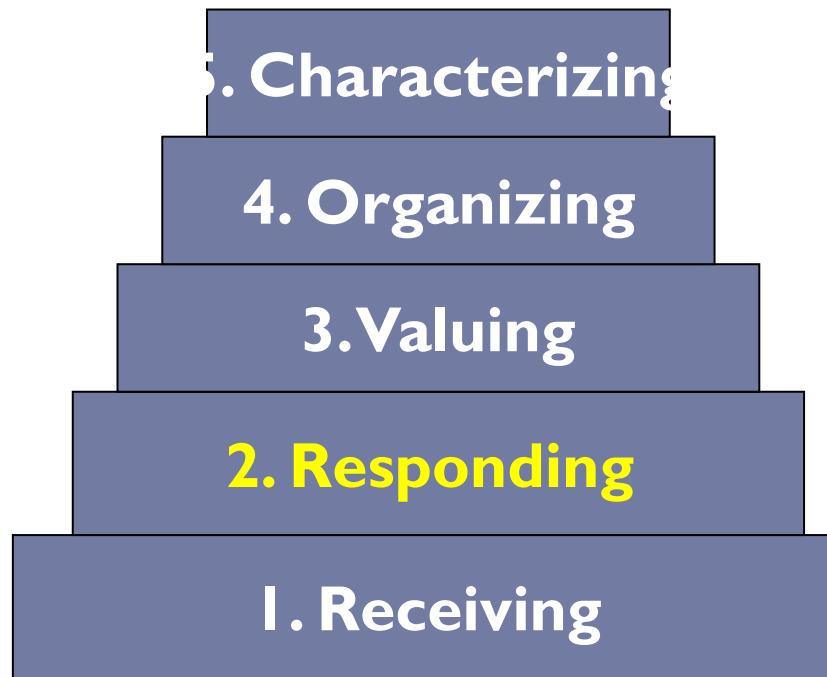 5. Characterizing
4. Organizing
3. Valuing
2. Responding
1. Receiving